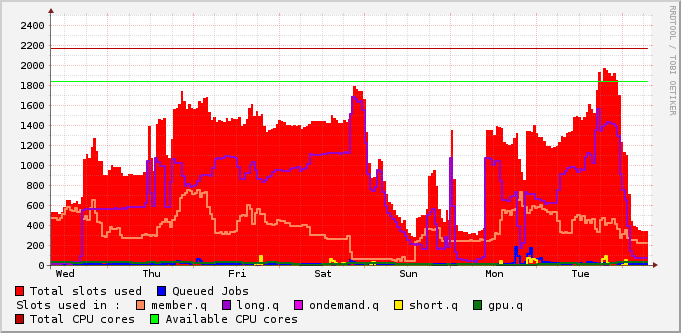 RRDTOOL / TOBI OETIKER
2400
2200
2000
1800
1600
1400
1200
1000
800
600
400
200
0
Wed Thu Fri Sat Sun Mon Tue
Total slots used Queued Jobs
Slots used in : member.q long.q ondemand.q short.q gpu.q
Total CPU cores Available CPU cores